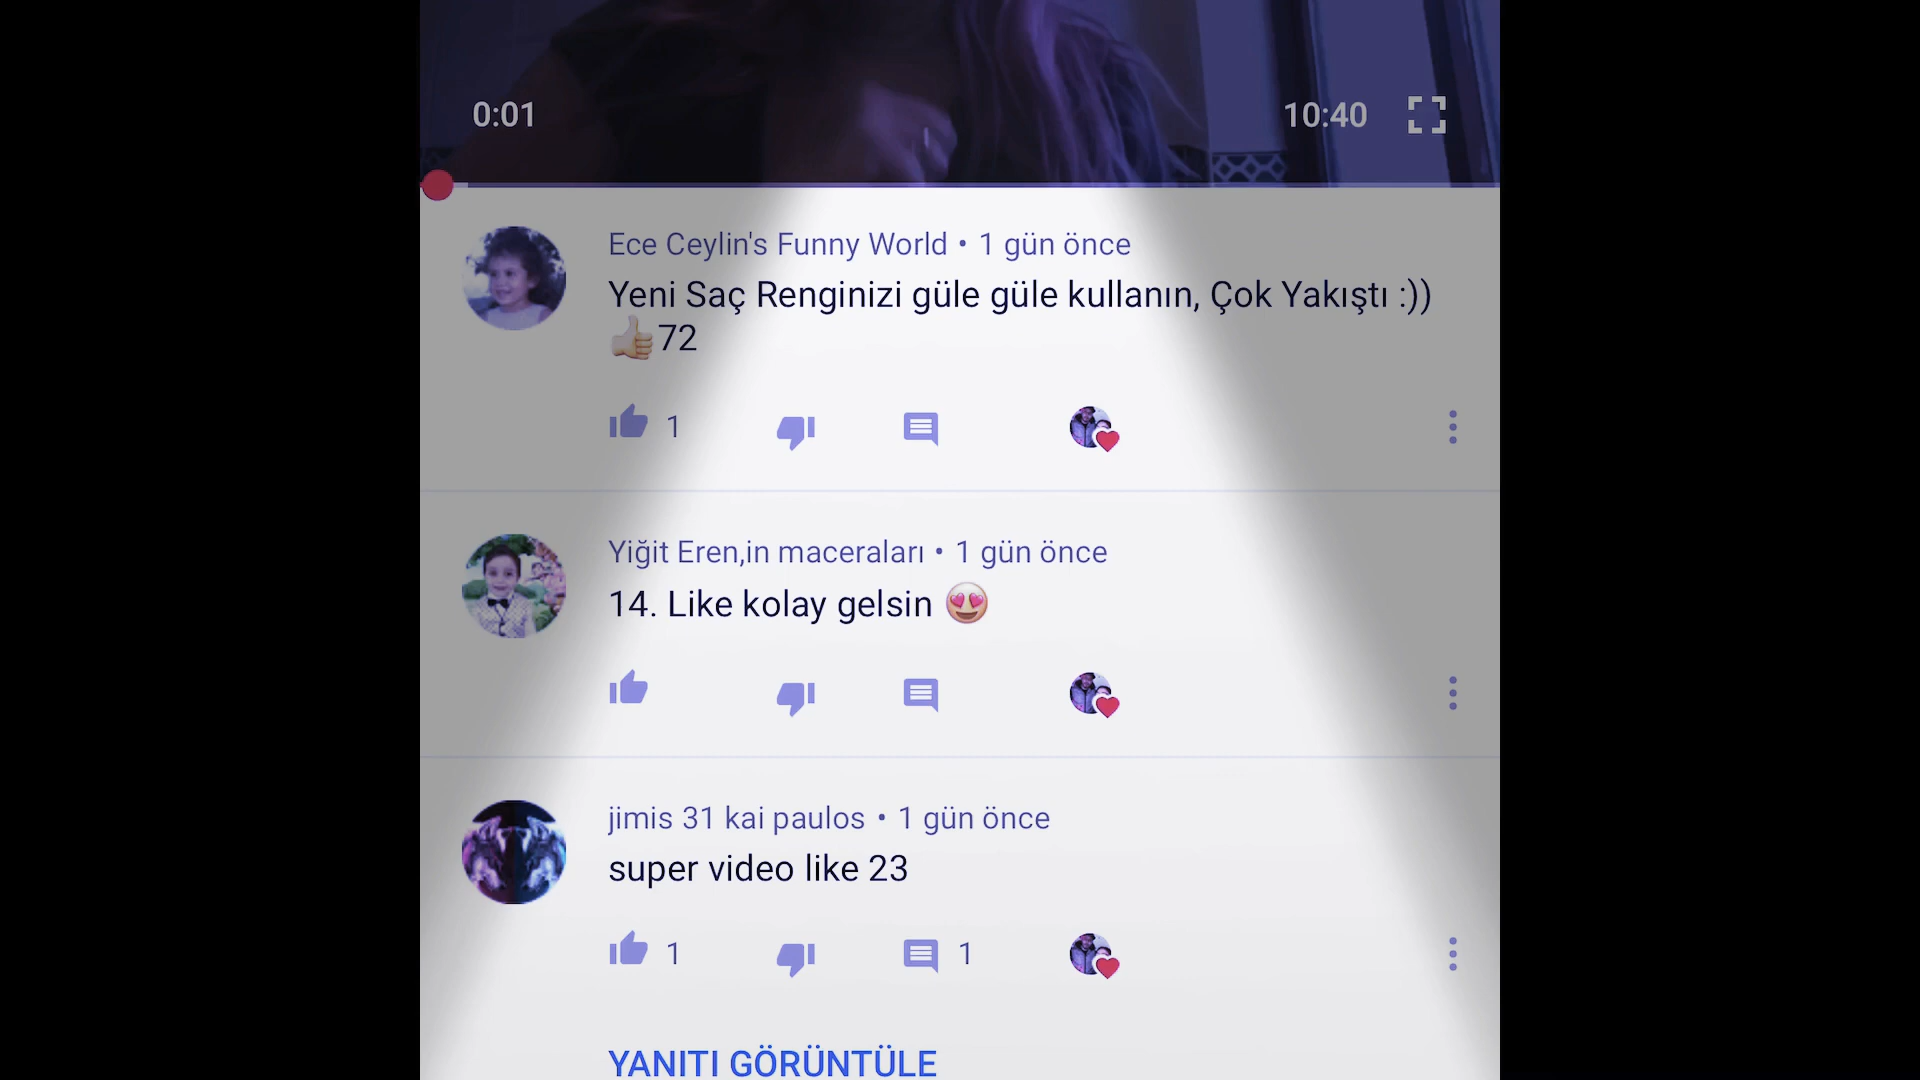 0:01
10:40
Ece Ceylin's Funny World • 1 gün önce
Yeni Saç Renginizi güle güle kullanın, Çok Yakıştı :))
👍72
1
Yiğit Eren,in maceraları • 1 gün önce
14. Like kolay gelsin 😍
jimis 31 kai paulos • 1 gün önce
super video like 23
1 1
YANITI GÖRÜNTÜLE